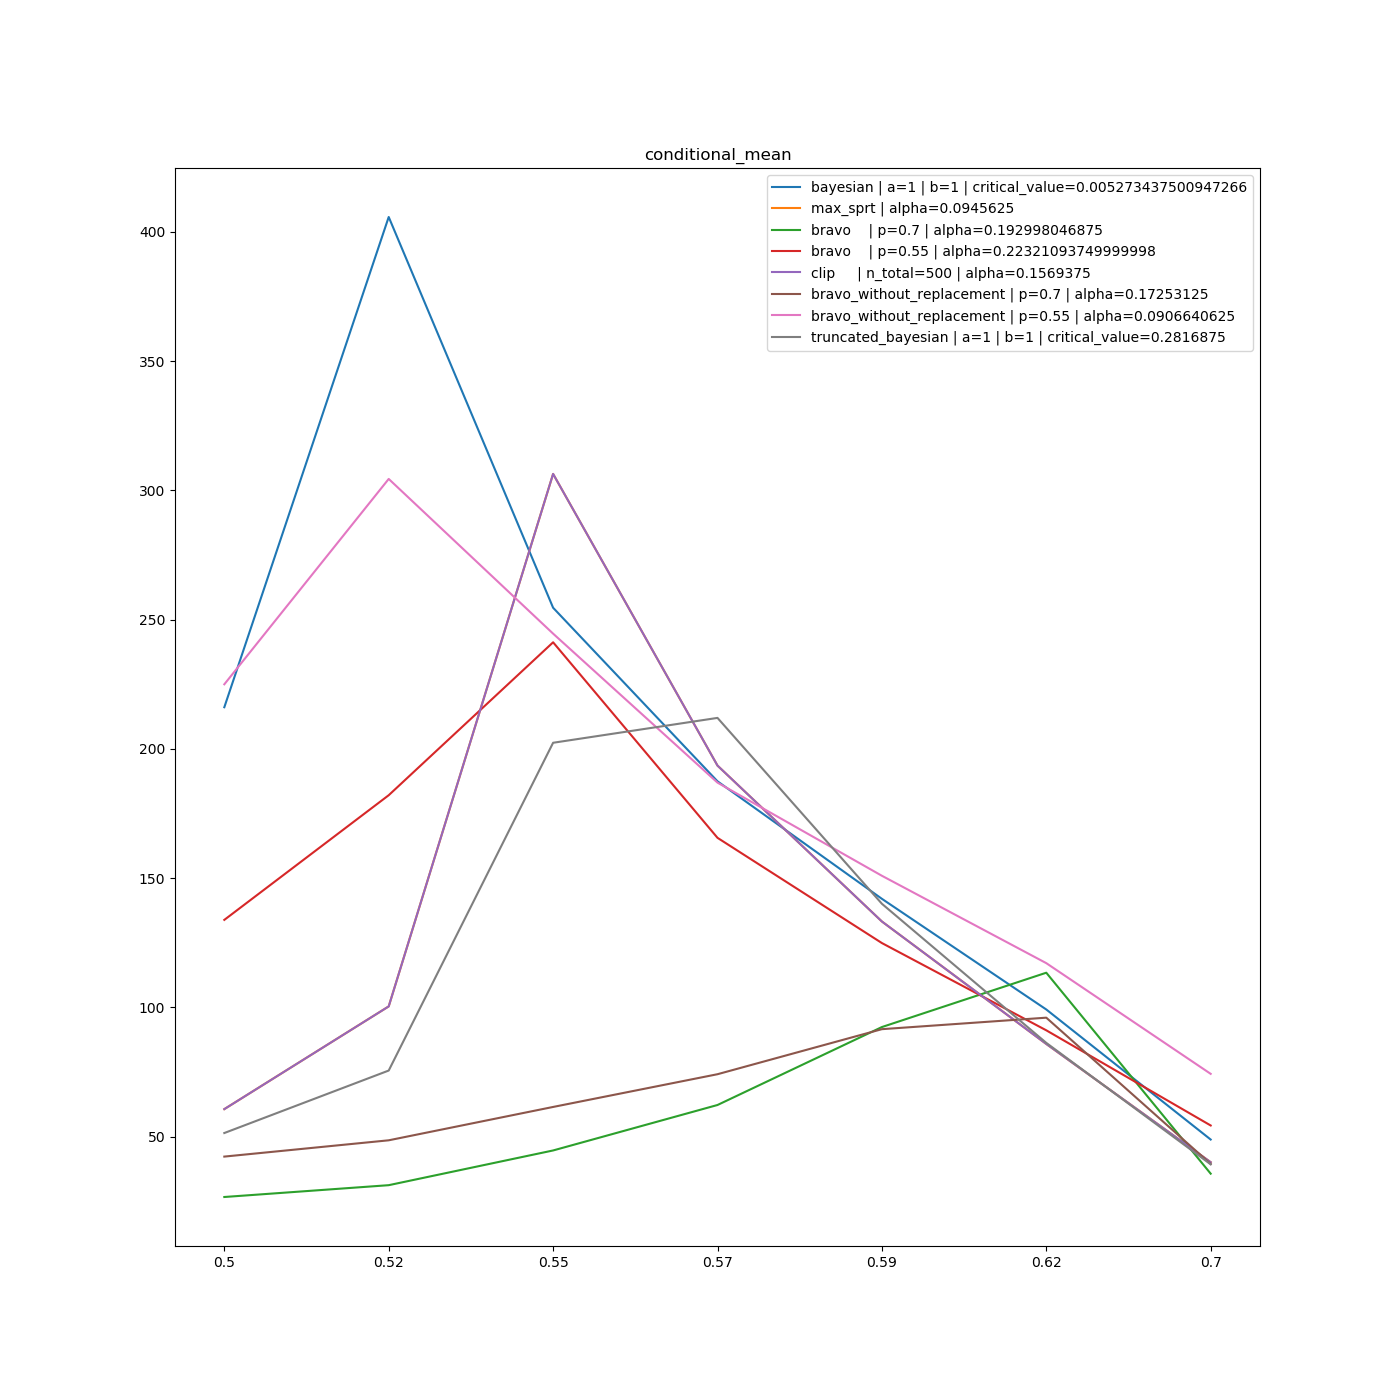 conditional_mean
bayesian | a=1 | b=1 | critical_value=0.005273437500947266
max_sprt | alpha=0.0945625
bravo    | p=0.7 | alpha=0.192998046875
bravo    | p=0.55 | alpha=0.22321093749999998
clip     | n_total=500 | alpha=0.1569375
bravo_without_replacement | p=0.7 | alpha=0.17253125
bravo_without_replacement | p=0.55 | alpha=0.0906640625
truncated_bayesian | a=1 | b=1 | critical_value=0.2816875
400
350
300
250
200
150
100
50
0.5 0.52 0.55 0.57 0.59 0.62 0.7